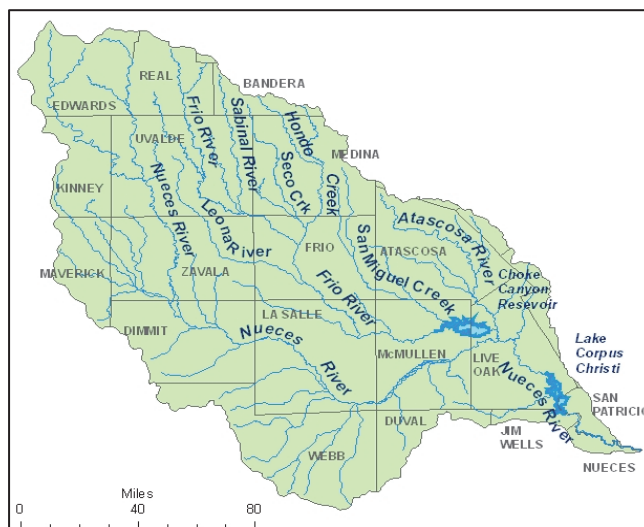 REAL
BANDERA
EDWARDS
Frio River
Sabinal River
Hondo
Creek
UVALDE
Seco Crk
MEDINA
KINNEY
Nueces River
Leona River
Atascosa River
FRIO
San Miguel Creek
ATASCOSA
MAVERICK
ZAVALA
Choke
Canyon
Resevoir
Frio River
LA SALLE
DIMMIT
Nueces
River
McMULLEN
LIVE
OAK
Lake
Corpus
Christi
Nueces River
SAN
PATRICIO
DUVAL
JIM
WELLS
WEBB
NUECES
Miles
0 40 80